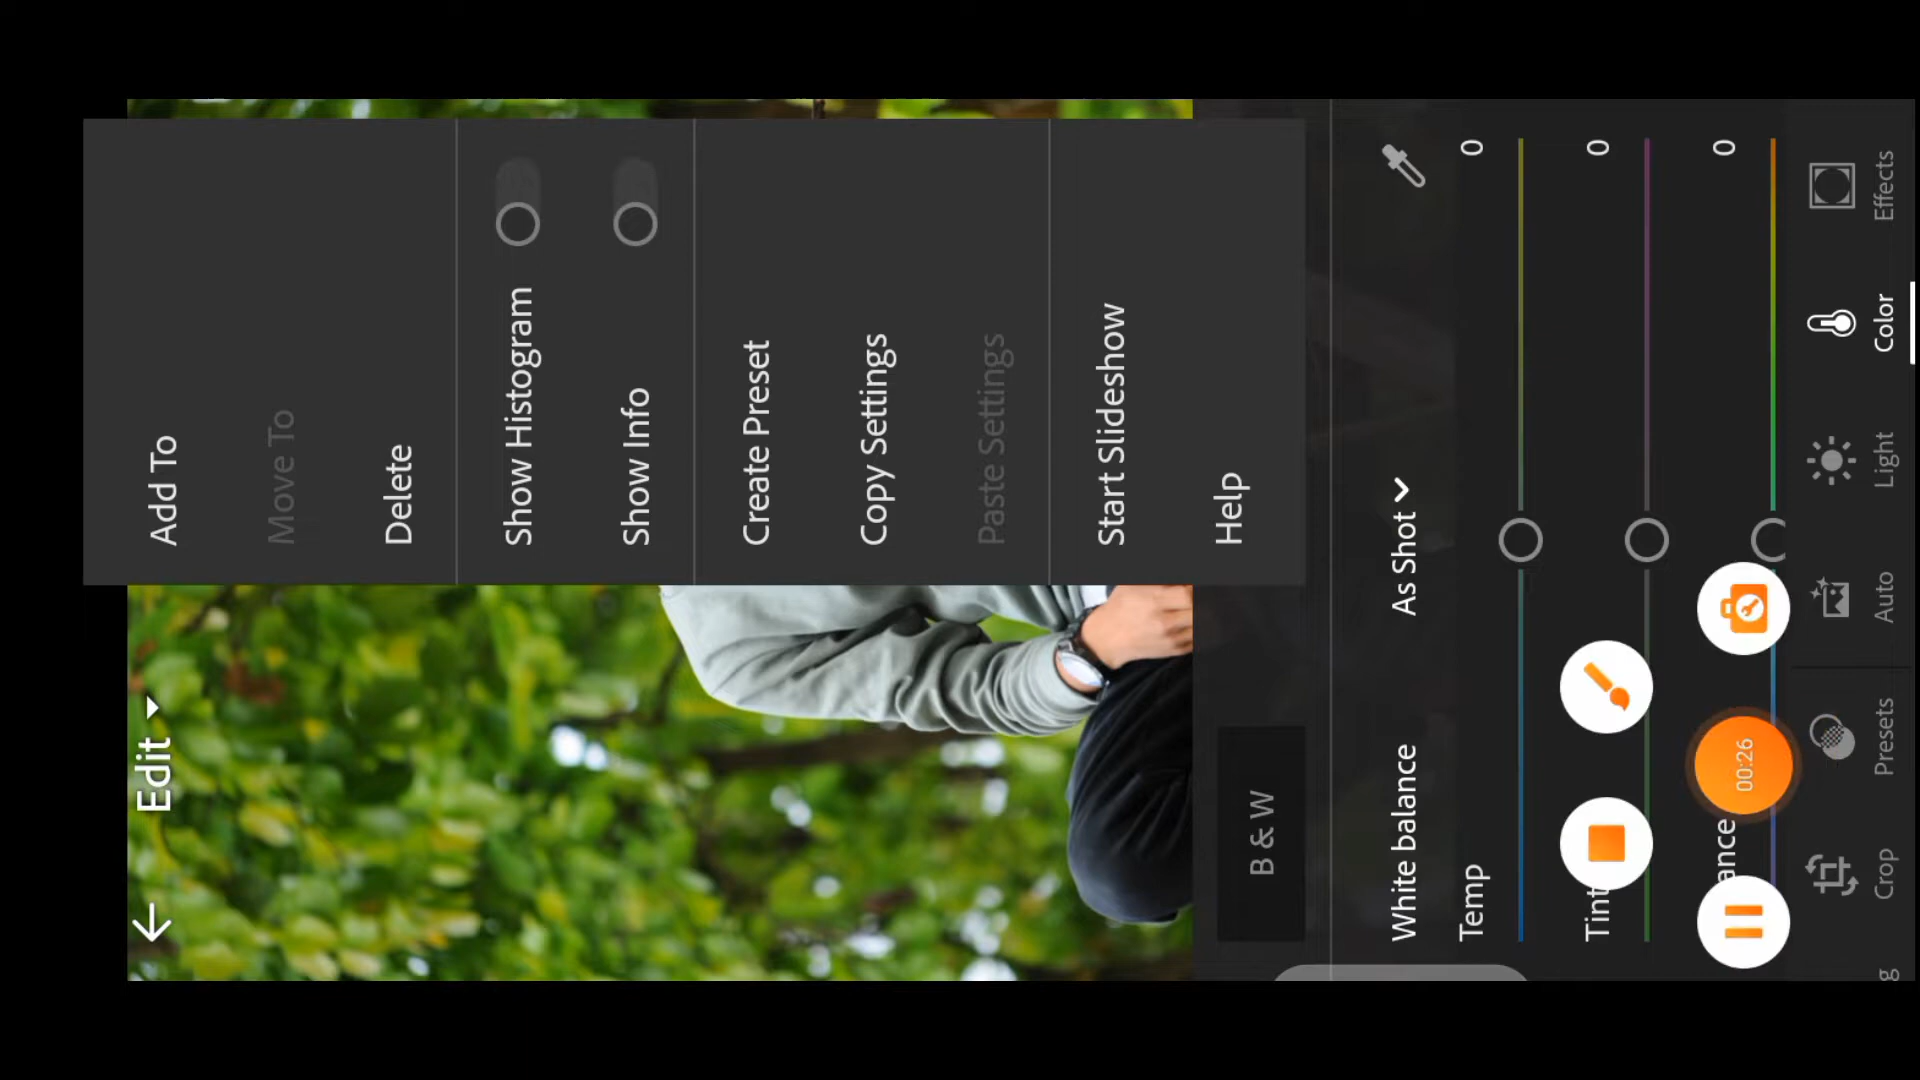 Edit
Add To
Move To
Delete
Show Histogram
Show Info
Create Preset
Copy Settings
Paste Settings
Start Slideshow
Help
B & W
White balance
As Shot
Temp
0
Tint
0
ance
0
00:26
g
Crop
Presets
Auto
Light
Color
Effects